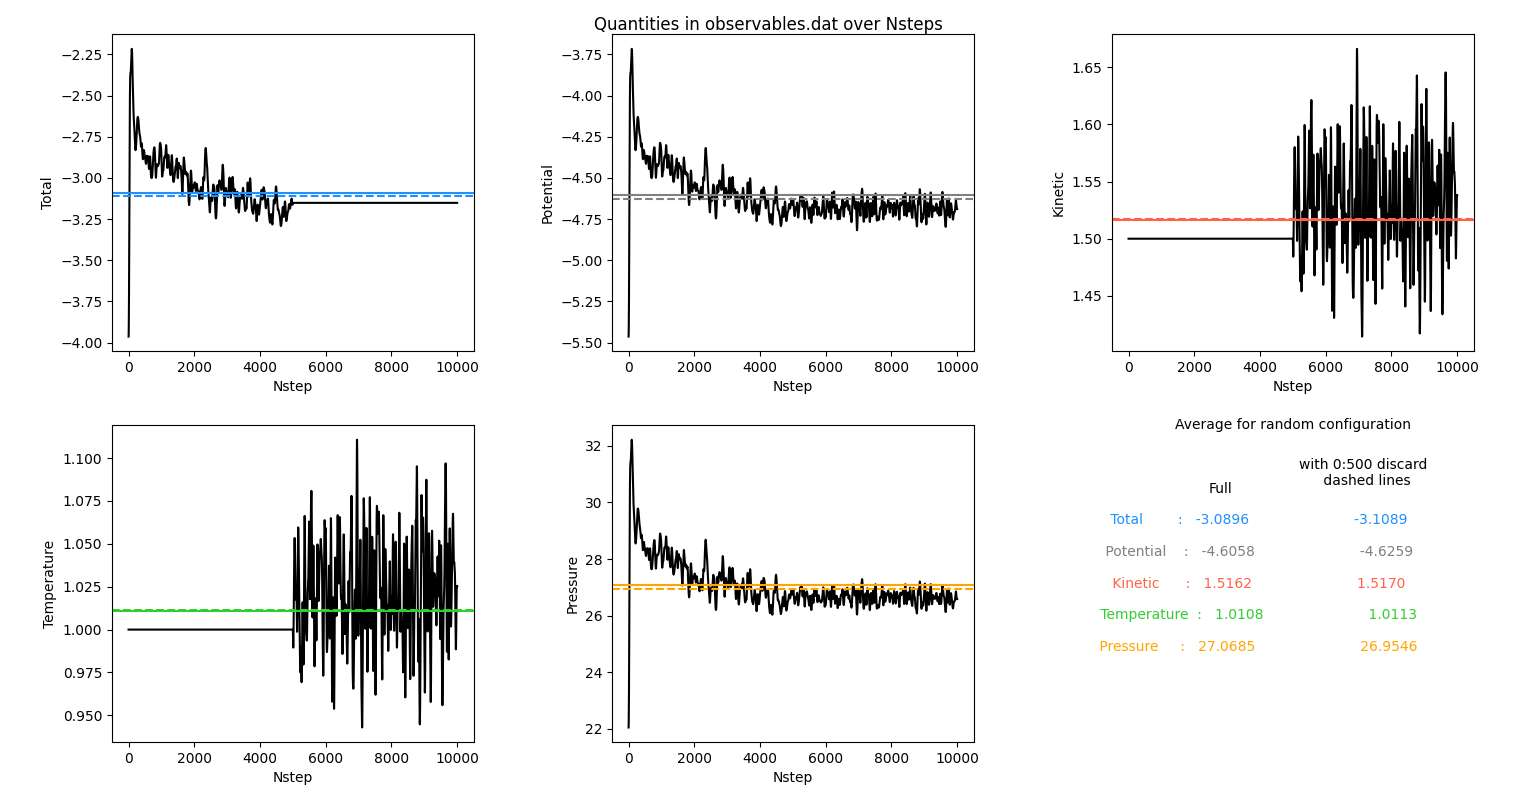 Quantities in observables.dat over Nsteps
−2.25
−2.50
−2.75
−3.00
−3.25
−3.50
−3.75
−4.00
Total
0 2000 4000 6000 8000 10000
Nstep
−3.75
−4.00
−4.25
−4.50
−4.75
−5.00
−5.25
−5.50
Potential
0 2000 4000 6000 8000 10000
Nstep
1.65
1.60
1.55
1.50
1.45
Kinetic
0 2000 4000 6000 8000 10000
Nstep
1.100
1.075
1.050
1.025
1.000
0.975
0.950
Temperature
0 2000 4000 6000 8000 10000
Nstep
32
30
28
26
24
22
Pressure
0 2000 4000 6000 8000 10000
Nstep
Average for random configuration
with 0:500 discard
Full dashed lines
Total : -3.0896 -3.1089
Potential : -4.6058 -4.6259
Kinetic : 1.5162 1.5170
Temperature : 1.0108 1.0113
Pressure : 27.0685 26.9546